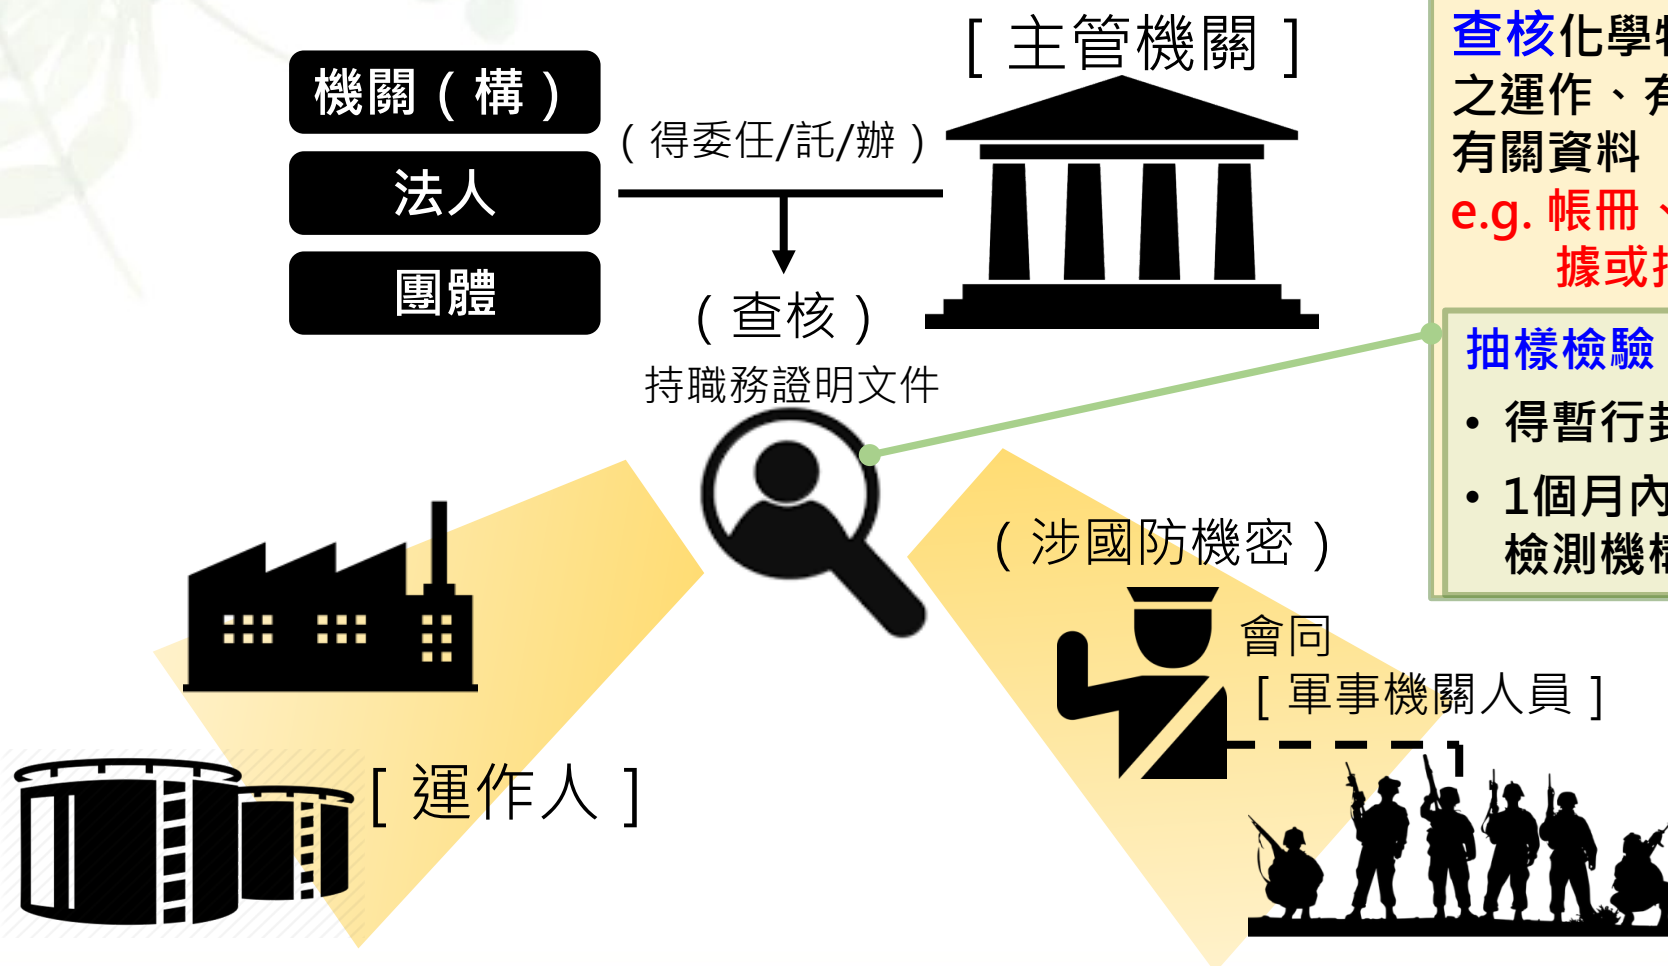 [ 主管機關 ]
機關（構）
法人
團體
（得委任/託/辦）
（查核）
持職務證明文件
（涉國防機密）
會同
[ 軍事機關人員 ]
[ 運作人 ]
查核化學
之運作、
有關資料
e.g. 帳冊、
據或
抽樣檢驗
• 得暫行
• 1個月內
檢測機